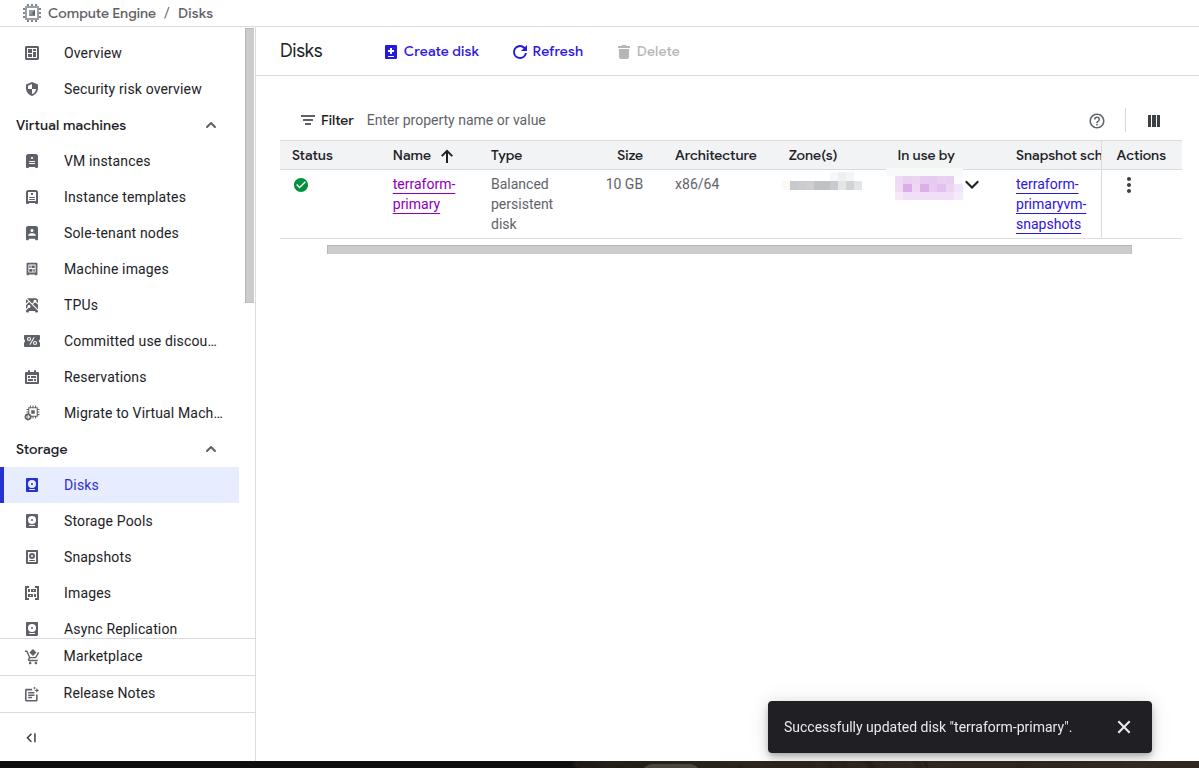 Compute Engine / Disks
Overview
Security risk overview
Virtual machines
VM instances
Instance templates
Sole-tenant nodes
Machine images
TPUs
Committed use discou...
Reservations
Migrate to Virtual Mach...
Storage
Disks
Storage Pools
Snapshots
Images
Async Replication
Marketplace
Release Notes
Disks Create disk Refresh Delete
Filter Enter property name or value
Status Name Type Size Architecture Zone(s) In use by Snapshot sch Actions
terraform- Balanced 10 GB x86/64 terraform-
primary persistent primaryvm-
disk snapshots
Successfully updated disk "terraform-primary".